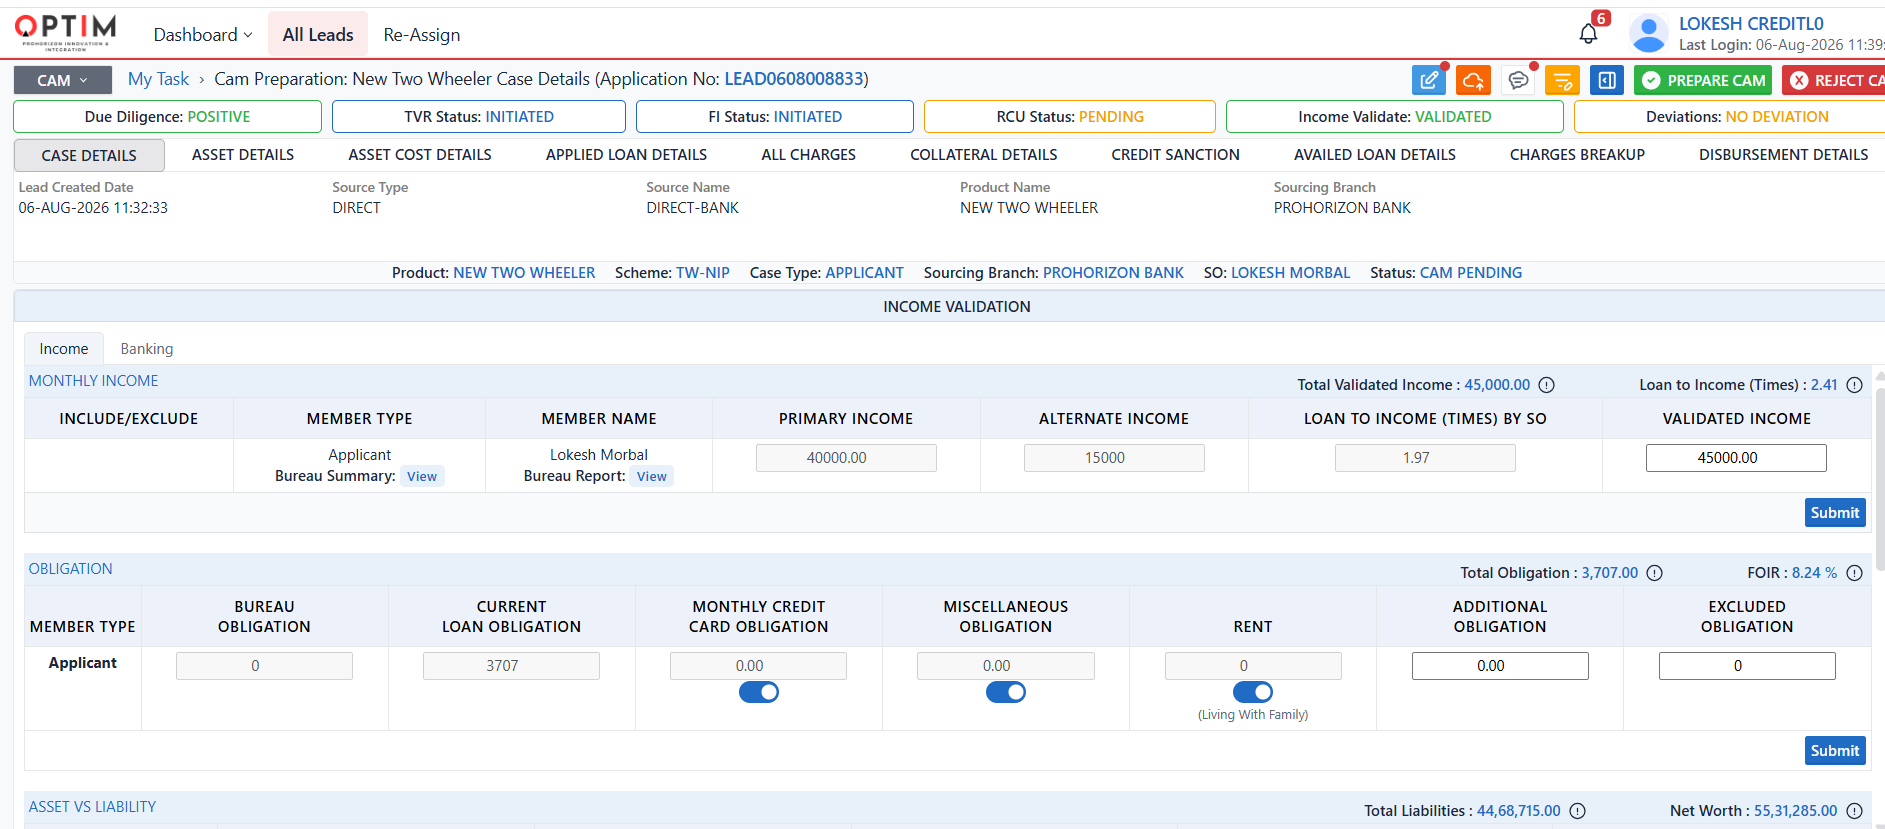 OPTIM
PROHORIZON INNOVATION &
INTEGRATION
Dashboard
All Leads
Re-Assign
6
LOKESH CREDITL0
Last Login: 06-Aug-2026 11:39:
CAM
My Task › Cam Preparation: New Two Wheeler Case Details (Application No: LEAD0608008833)
PREPARE CAM
REJECT CA
Due Diligence: POSITIVE
TVR Status: INITIATED
FI Status: INITIATED
RCU Status: PENDING
Income Validate: VALIDATED
Deviations: NO DEVIATION
CASE DETAILS
ASSET DETAILS
ASSET COST DETAILS
APPLIED LOAN DETAILS
ALL CHARGES
COLLATERAL DETAILS
CREDIT SANCTION
AVAILED LOAN DETAILS
CHARGES BREAKUP
DISBURSEMENT DETAILS
Lead Created Date
06-AUG-2026 11:32:33
Source Type
DIRECT
Source Name
DIRECT-BANK
Product Name
NEW TWO WHEELER
Sourcing Branch
PROHORIZON BANK
Product: NEW TWO WHEELER Scheme: TW-NIP Case Type: APPLICANT Sourcing Branch: PROHORIZON BANK SO: LOKESH MORBAL Status: CAM PENDING
INCOME VALIDATION
Income
Banking
MONTHLY INCOME
Total Validated Income : 45,000.00
Loan to Income (Times) : 2.41
INCLUDE/EXCLUDE
MEMBER TYPE
MEMBER NAME
PRIMARY INCOME
ALTERNATE INCOME
LOAN TO INCOME (TIMES) BY SO
VALIDATED INCOME
Applicant
Bureau Summary: View
Lokesh Morbal
Bureau Report: View
40000.00
15000
1.97
45000.00
Submit
OBLIGATION
Total Obligation : 3,707.00
FOIR : 8.24 %
MEMBER TYPE
BUREAU
OBLIGATION
CURRENT
LOAN OBLIGATION
MONTHLY CREDIT
CARD OBLIGATION
MISCELLANEOUS
OBLIGATION
RENT
ADDITIONAL
OBLIGATION
EXCLUDED
OBLIGATION
Applicant
0
3707
0.00
0.00
0
(Living With Family)
0.00
0
Submit
ASSET VS LIABILITY
Total Liabilities : 44,68,715.00
Net Worth : 55,31,285.00